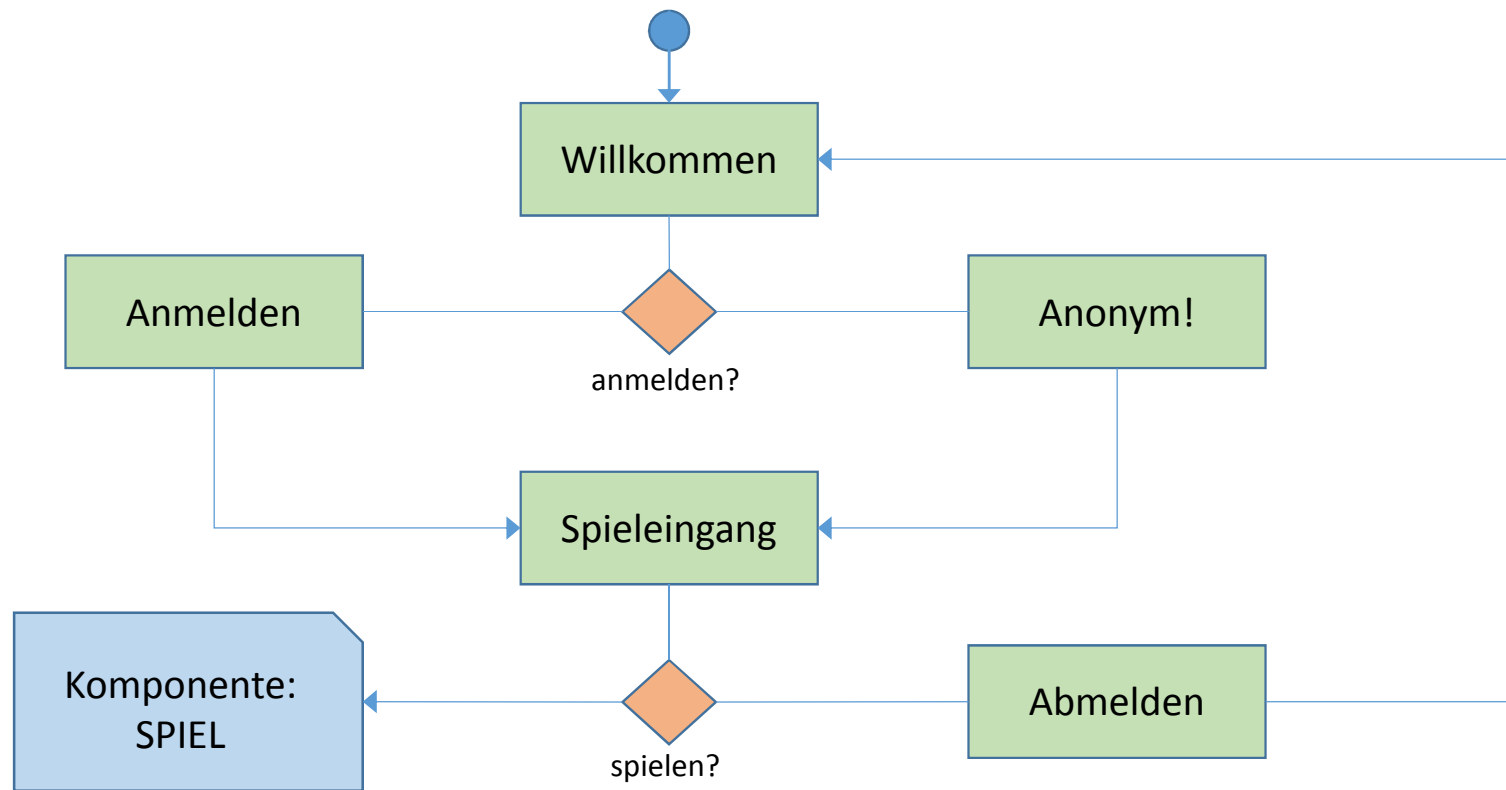 Willkommen
Anmelden
Anonym!
anmelden?
Spieleingang
Komponente:
SPIEL
Abmelden
spielen?